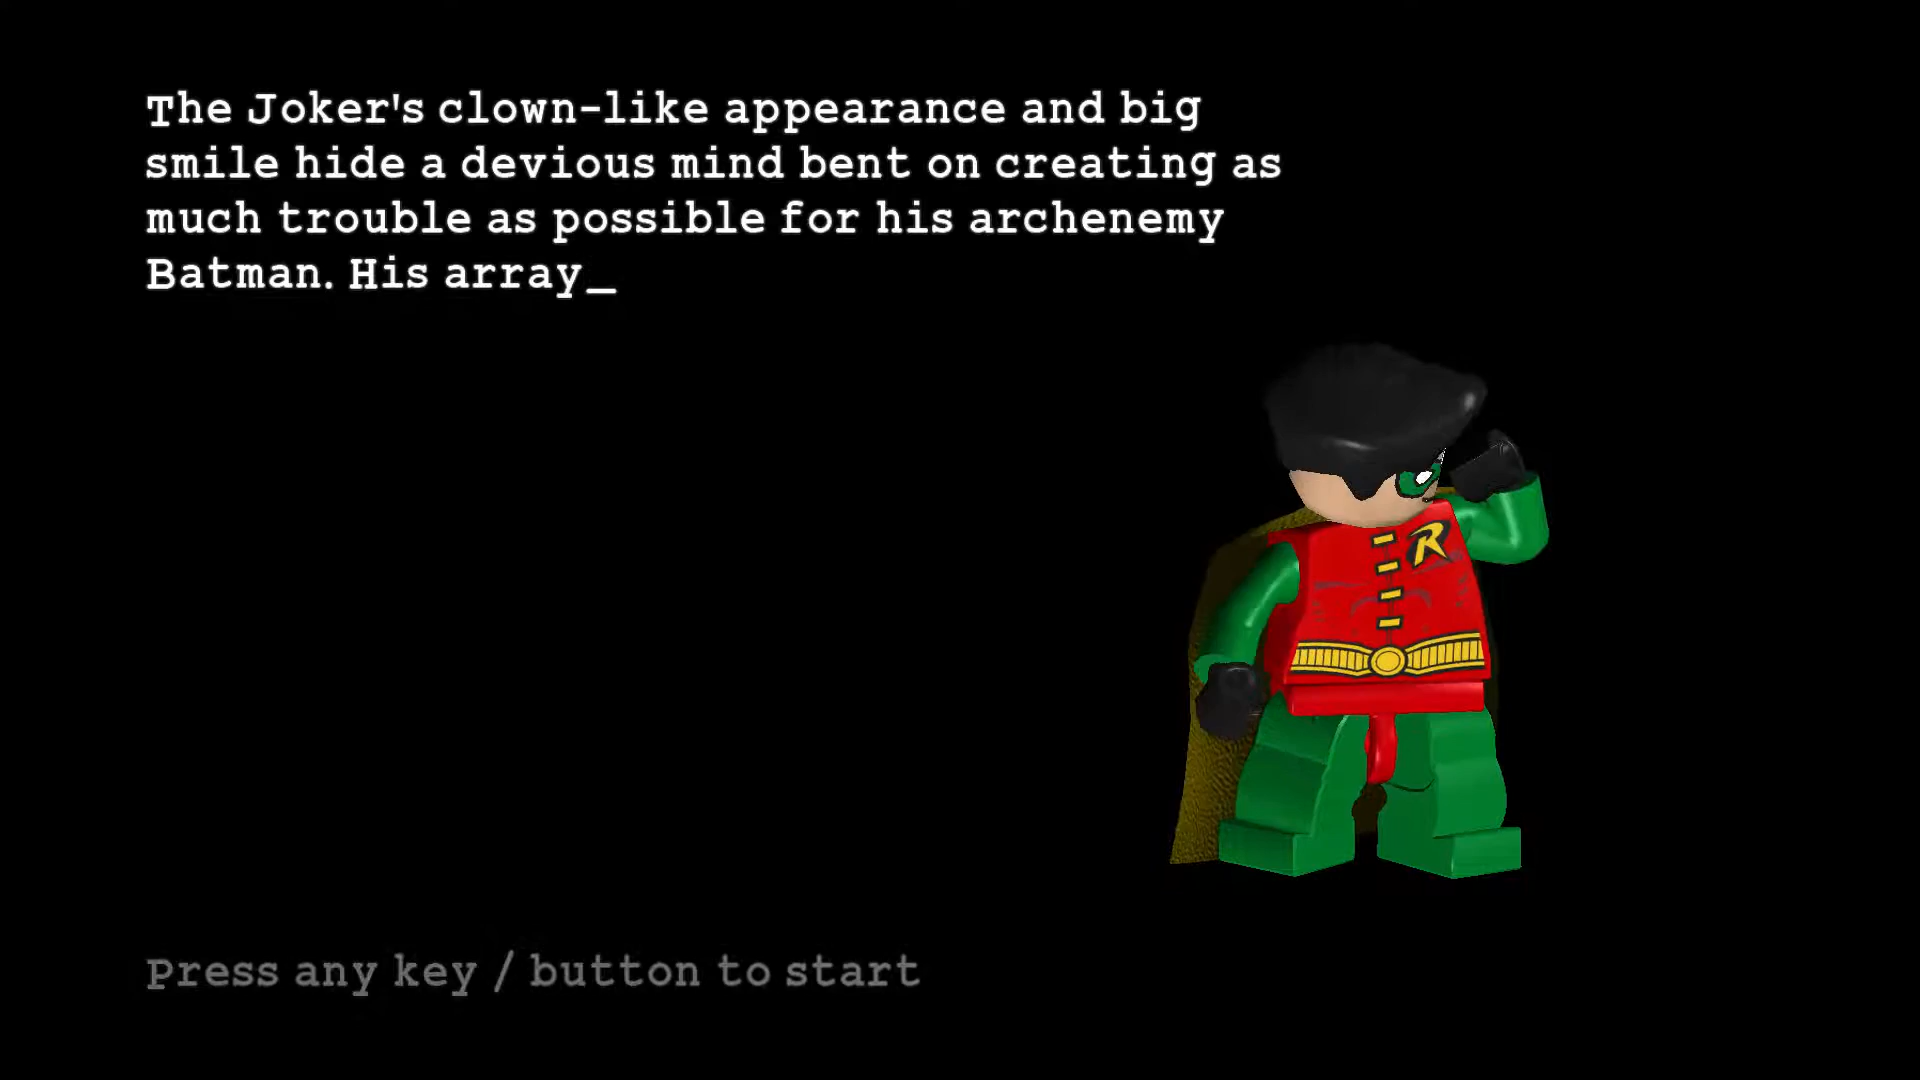 The Joker's clown-like appearance and big
smile hide a devious mind bent on creating as
much trouble as possible for his archenemy
Batman. His array_
R
Press any key / button to start